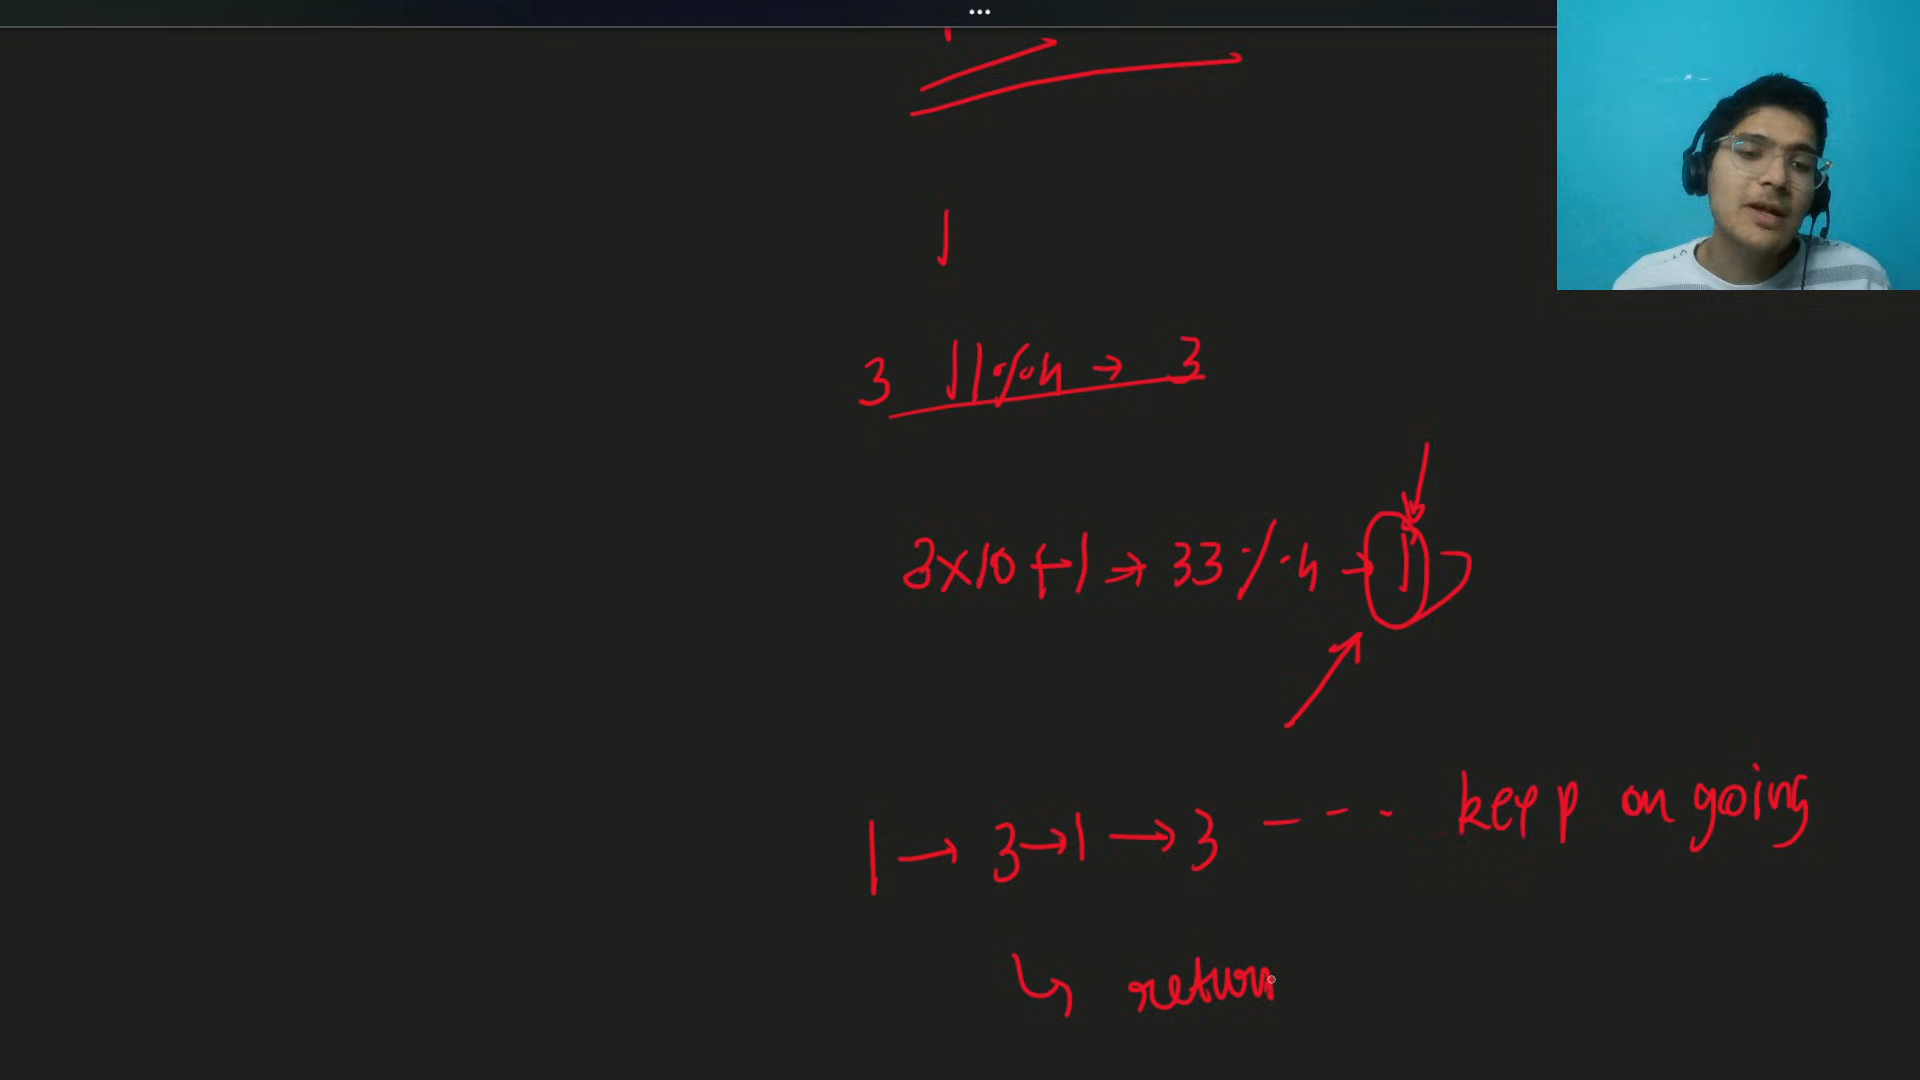 1
3 11%4 → 3
3x10+1 → 33%4 → 1
1 → 3 → 1 → 3 - - - keep on going
↳ return